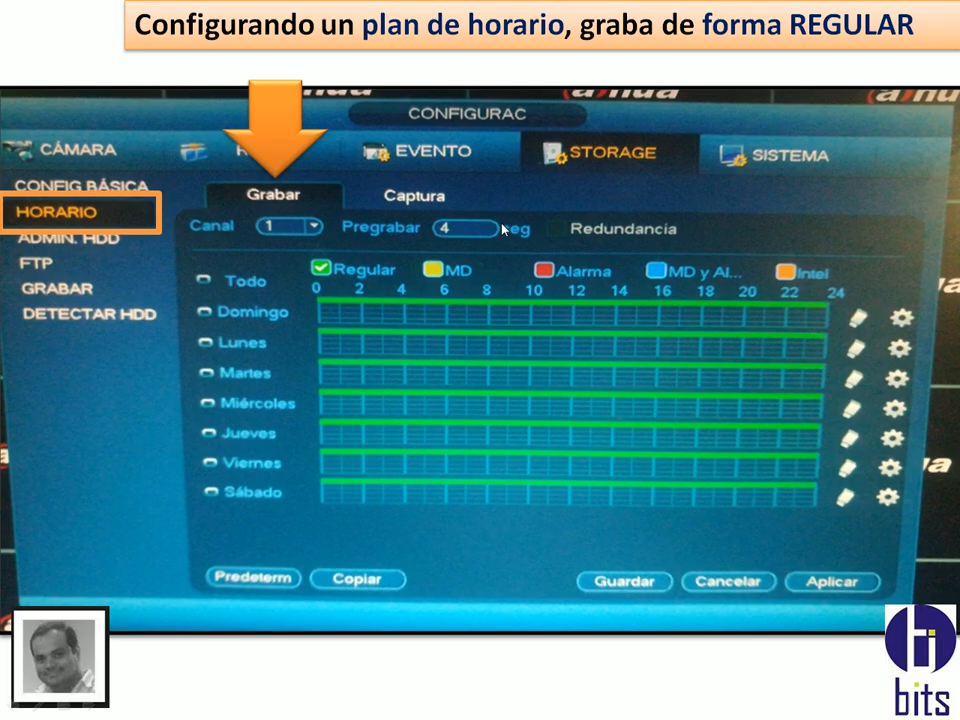 Configurando un plan de horario, graba de forma REGULAR
CONFIGURAC
CÁMARA EVENTO STORAGE SISTEMA
CONFIG BÁSICA
HORARIO
ADMIN. HDD
FTP
GRABAR
DETECTAR HDD
Grabar Captura
Canal 1 Pregrabar 4 seg Redundancia
Regular MD Alarma MD y Al... Intel
Todo
0 2 4 6 8 10 12 14 16 18 20 22 24
Domingo
Lunes
Martes
Miércoles
Jueves
Viernes
Sábado
Predeterm Copiar Guardar Cancelar Aplicar
bits